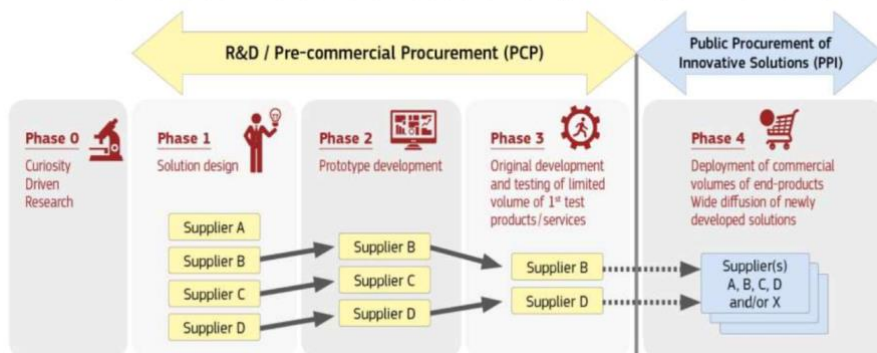 R&D / Pre-commercial Procurement (PCP)
Public Procurement of
Innovative Solutions (PPI)
Phase 0
Curiosity
Driven
Research
Phase 1
Solution design
Supplier A
Supplier B
Supplier C
Supplier D
Phase 2
Prototype development
Supplier B
Supplier C
Supplier D
Phase 3
Original development
and testing of limited
volume of 1st test
products/services
Supplier B
Supplier D
Phase 4
Deployment of commercial
volumes of end-products
Wide diffusion of newly
developed solutions
Supplier(s)
A, B, C, D
and/or X